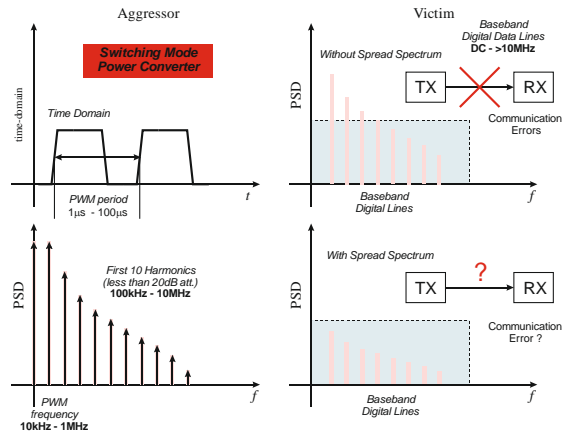 Aggressor
Switching Mode
Power Converter
time-domain
Time Domain
PWM period
1µs - 100µs
t
PSD
First 10 Harmonics
(less than 20dB att.)
100kHz - 10MHz
f
PWM
frequency
10kHz - 1MHz
Victim
Baseband
Digital Data Lines
DC - >10MHz
Without Spread Spectrum
PSD
TX
RX
Communication
Errors
Baseband
Digital Lines
f
With Spread Spectrum
?
PSD
TX
RX
Communication
Error ?
Baseband
Digital Lines
f